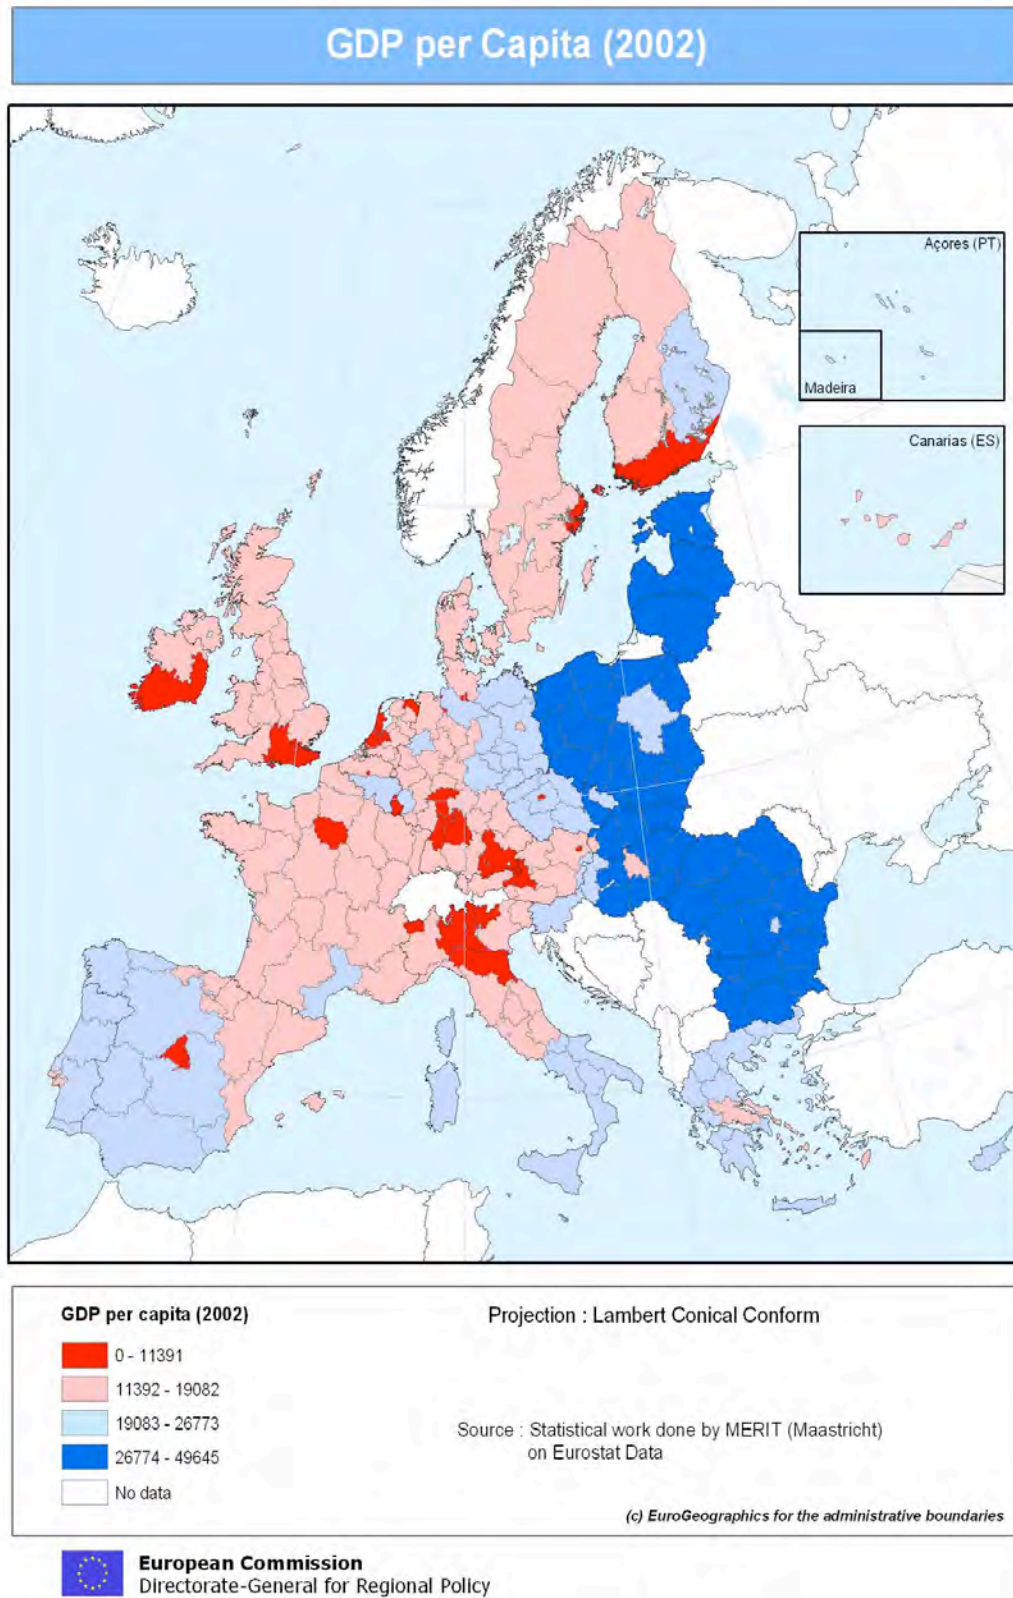 GDP per Capita (2002)
Açores (PT)
Madeira
Canarias (ES)
GDP per capita (2002)
0 - 11391
11392 - 19082
19083 - 26773
26774 - 49645
No data
Projection : Lambert Conical Conform
Source : Statistical work done by MERIT (Maastricht)
on Eurostat Data
(c) EuroGeographics for the administrative boundaries
European Commission
Directorate-General for Regional Policy